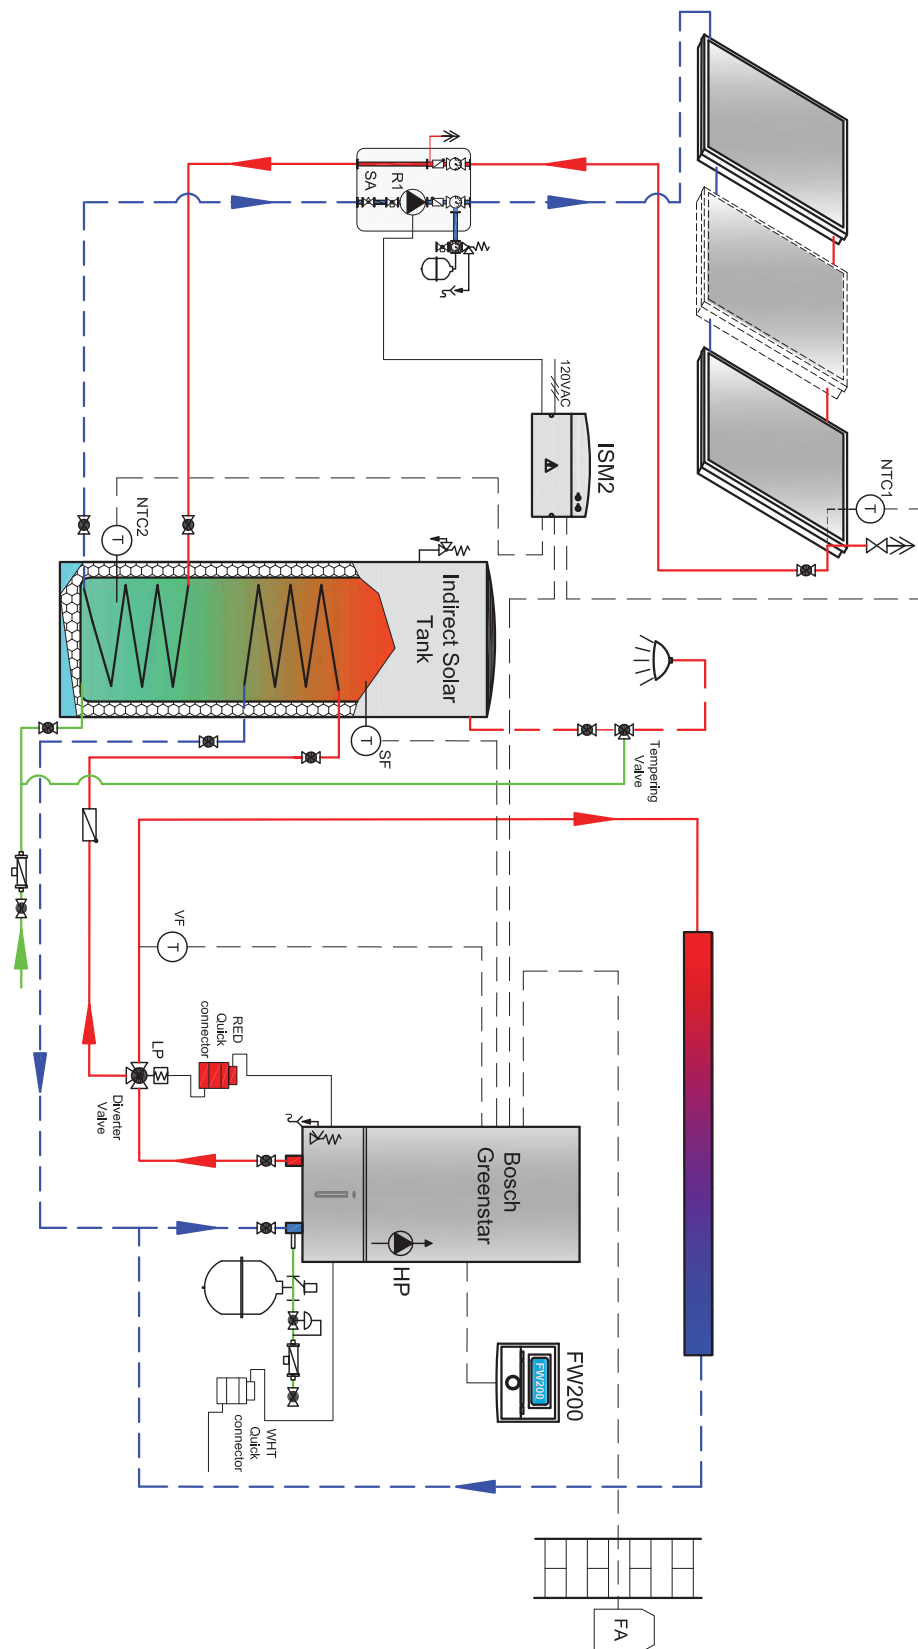 NTC1
T
120VAC
ISM2
R1
SA
NTC2
T
Indirect Solar
Tank
SF
T
Tempering
Valve
VF
T
RED
Quick
connector
LP
Diverter
Valve
Bosch
Greenstar
HP
FW200
FW200
WHT
Quick
connector
FA